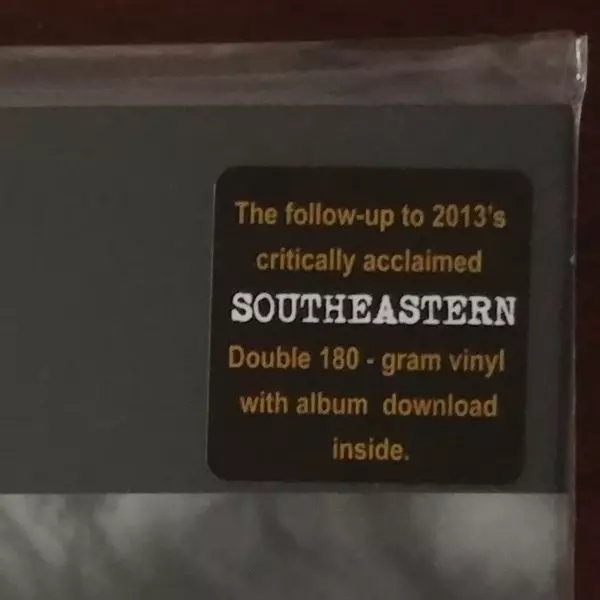 The follow-up to 2013's
critically acclaimed
SOUTHEASTERN
Double 180 - gram vinyl
with album download
inside.